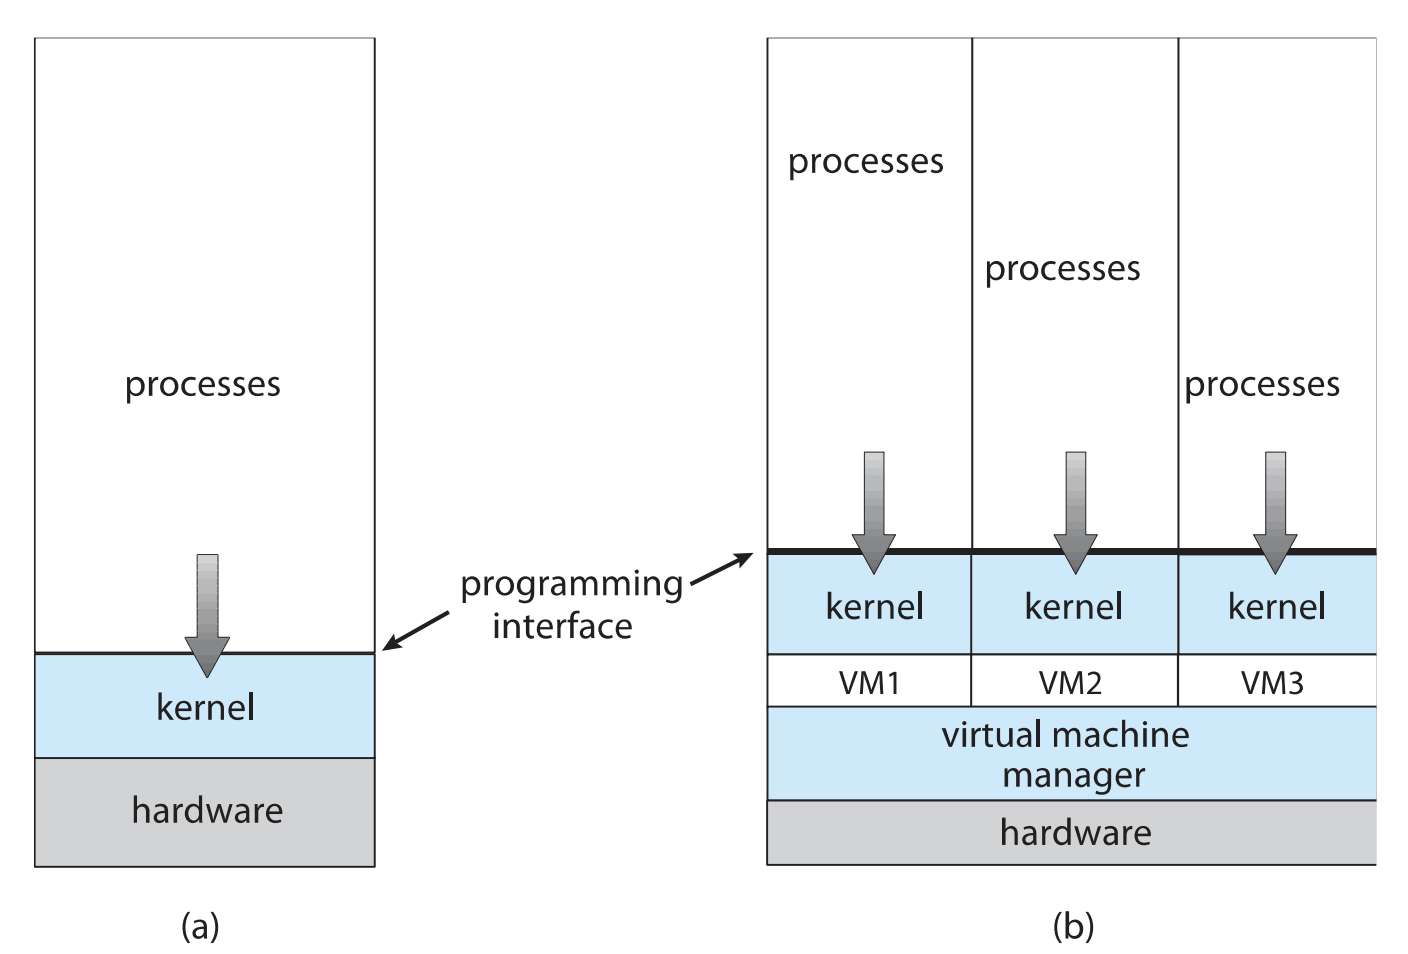 processes
kernel
hardware
(a)
programming
interface
processes
processes
processes
kernel
kernel
kernel
VM1
VM2
VM3
virtual machine
manager
hardware
(b)